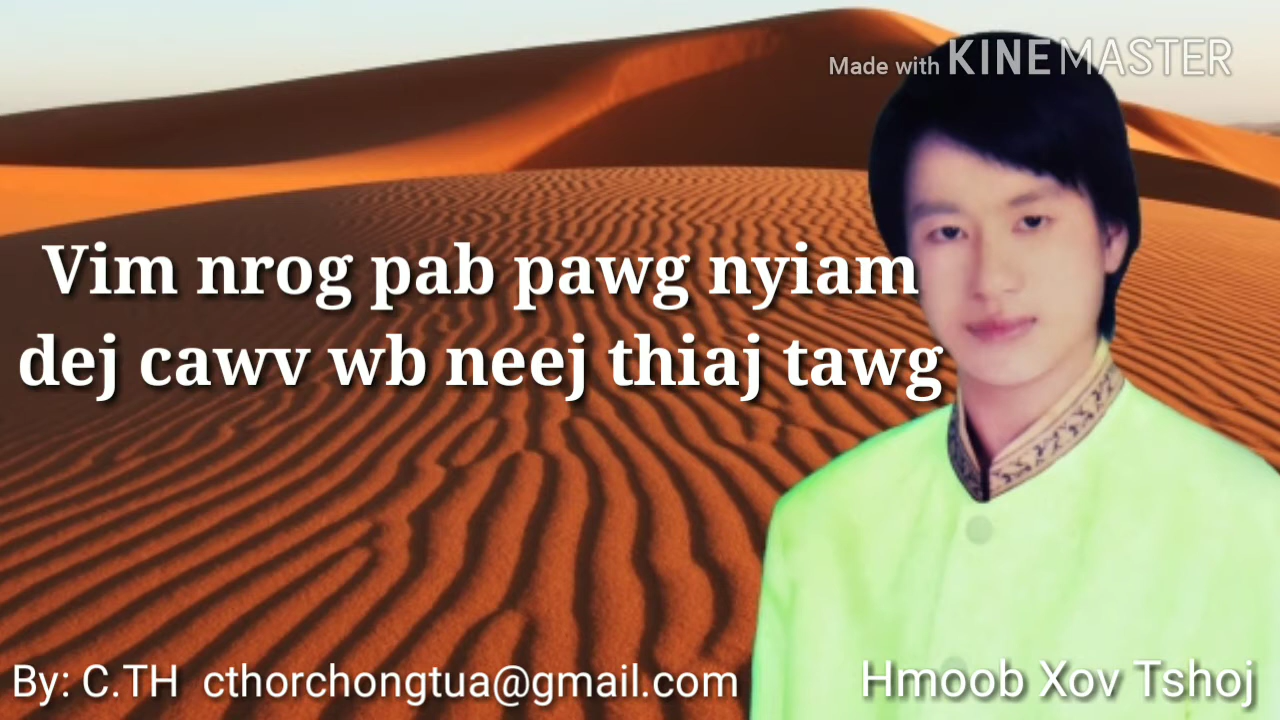 Made with KINEMASTER
Vim nrog pab pawg nyiam
dej cawv wb neej thiaj tawg
By: C.TH cthorchongtua@gmail.com
Hmoob Xov Tshoj